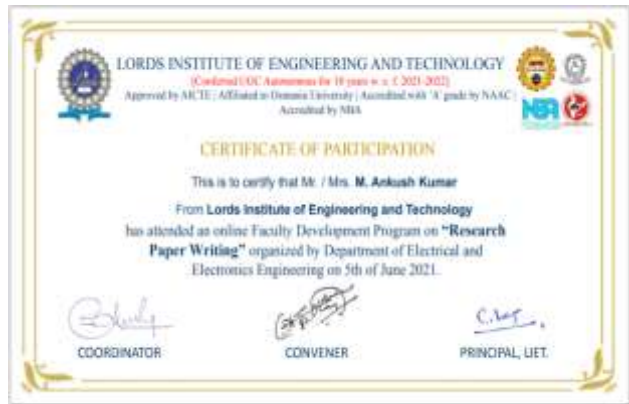 LORDS INSTITUTE OF ENGINEERING AND TECHNOLOGY
(Conferred UGC Autonomous for 10 years w. e. f. 2021-2022)
Approved by AICTE | Affiliated to Osmania University | Accredited with 'A' grade by NAAC |
Accredited by NBA
NBA
CERTIFICATE OF PARTICIPATION
This is to certify that Mr. / Mrs. M. Ankush Kumar
From Lords Institute of Engineering and Technology
has attended an online Faculty Development Program on “Research
Paper Writing” organized by Department of Electrical and
Electronics Engineering on 5th of June 2021.
COORDINATOR
CONVENER
PRINCIPAL, LIET.